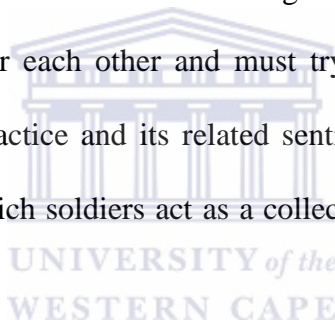 r each other and must try
actice and its related senti
ich soldiers act as a collec
UNIVERSITY of the
WESTERN CAPE